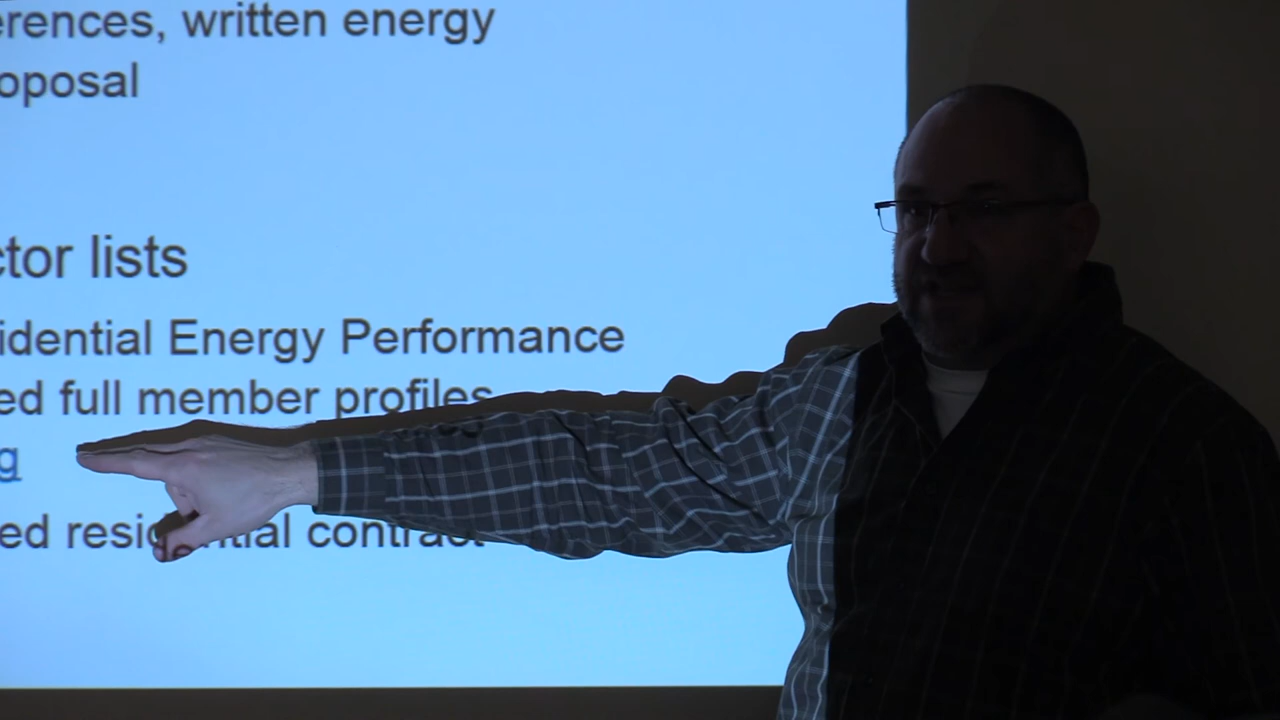 erences, written energy
oposal
ctor lists
idential Energy Performance
ed full member profiles
g
ed residential contract